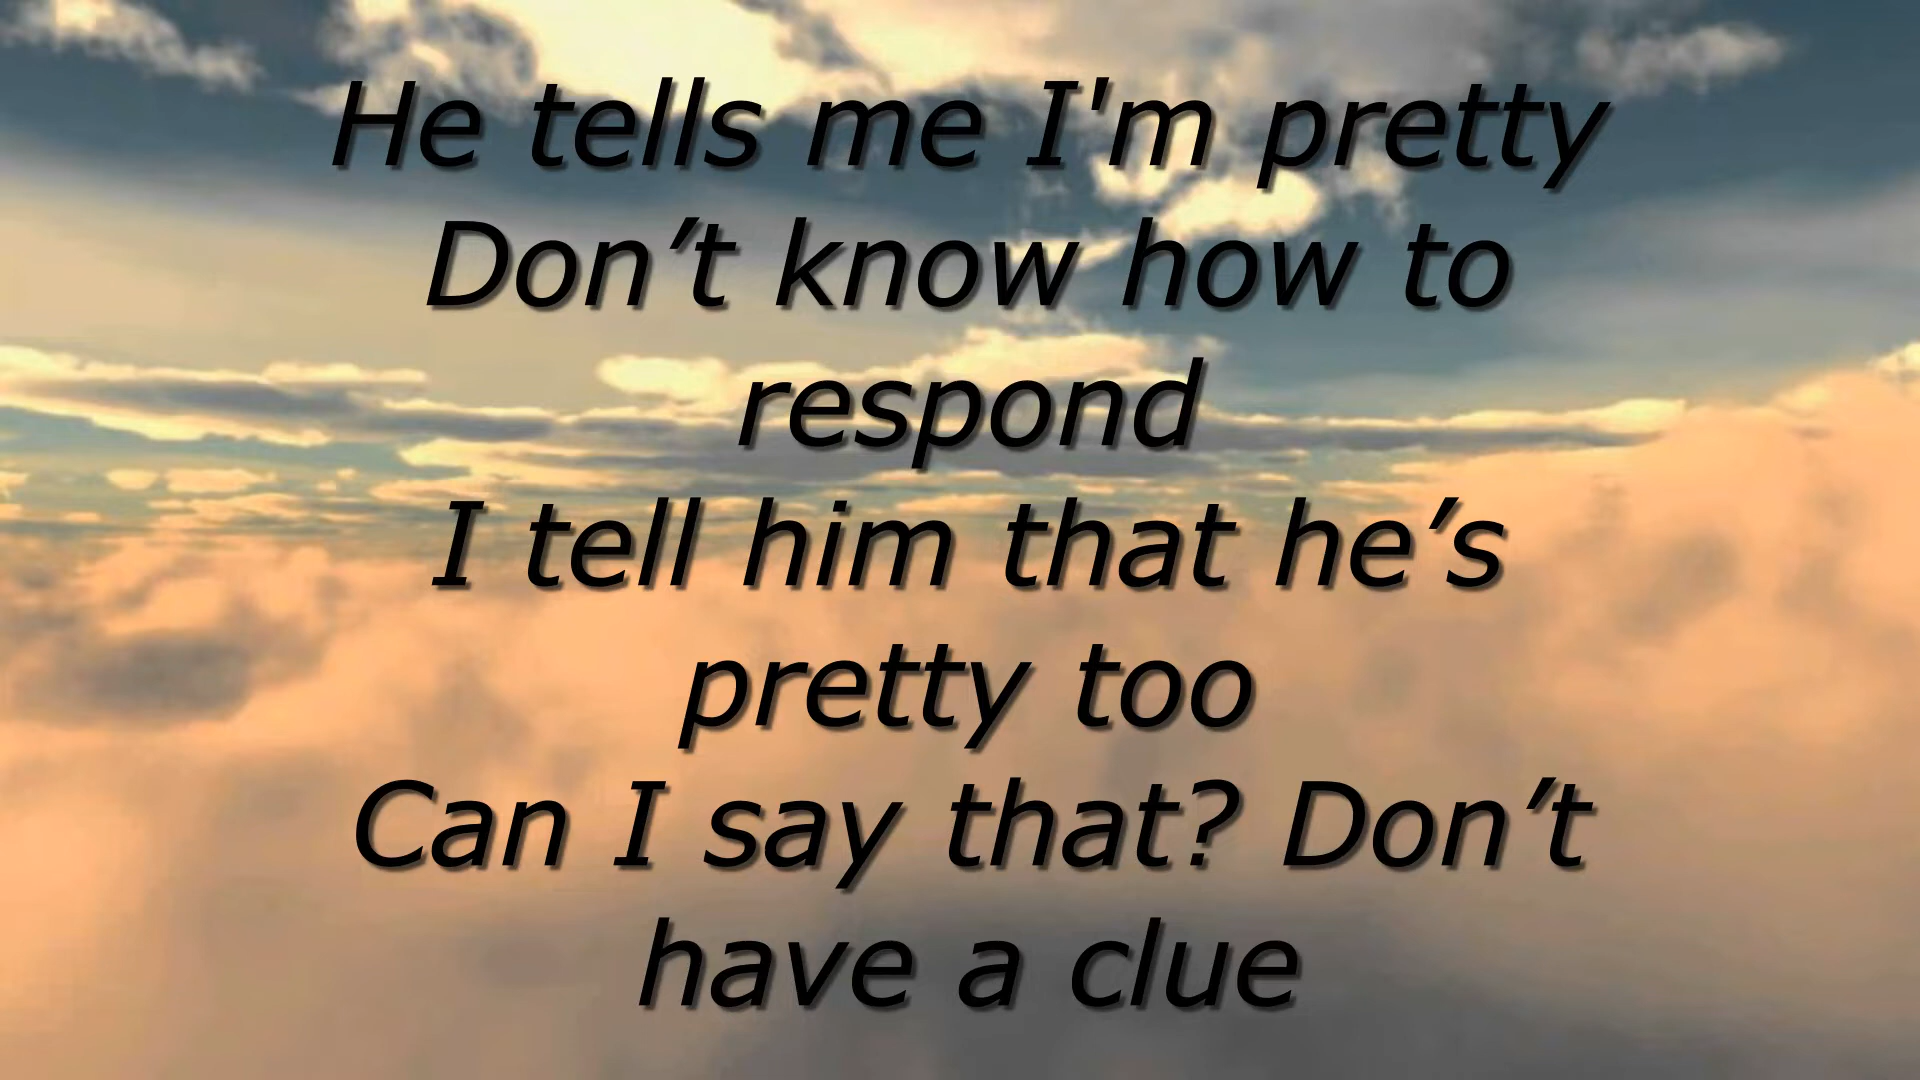 He tells me I'm pretty
Don’t know how to
respond
I tell him that he’s
pretty too
Can I say that? Don’t
have a clue